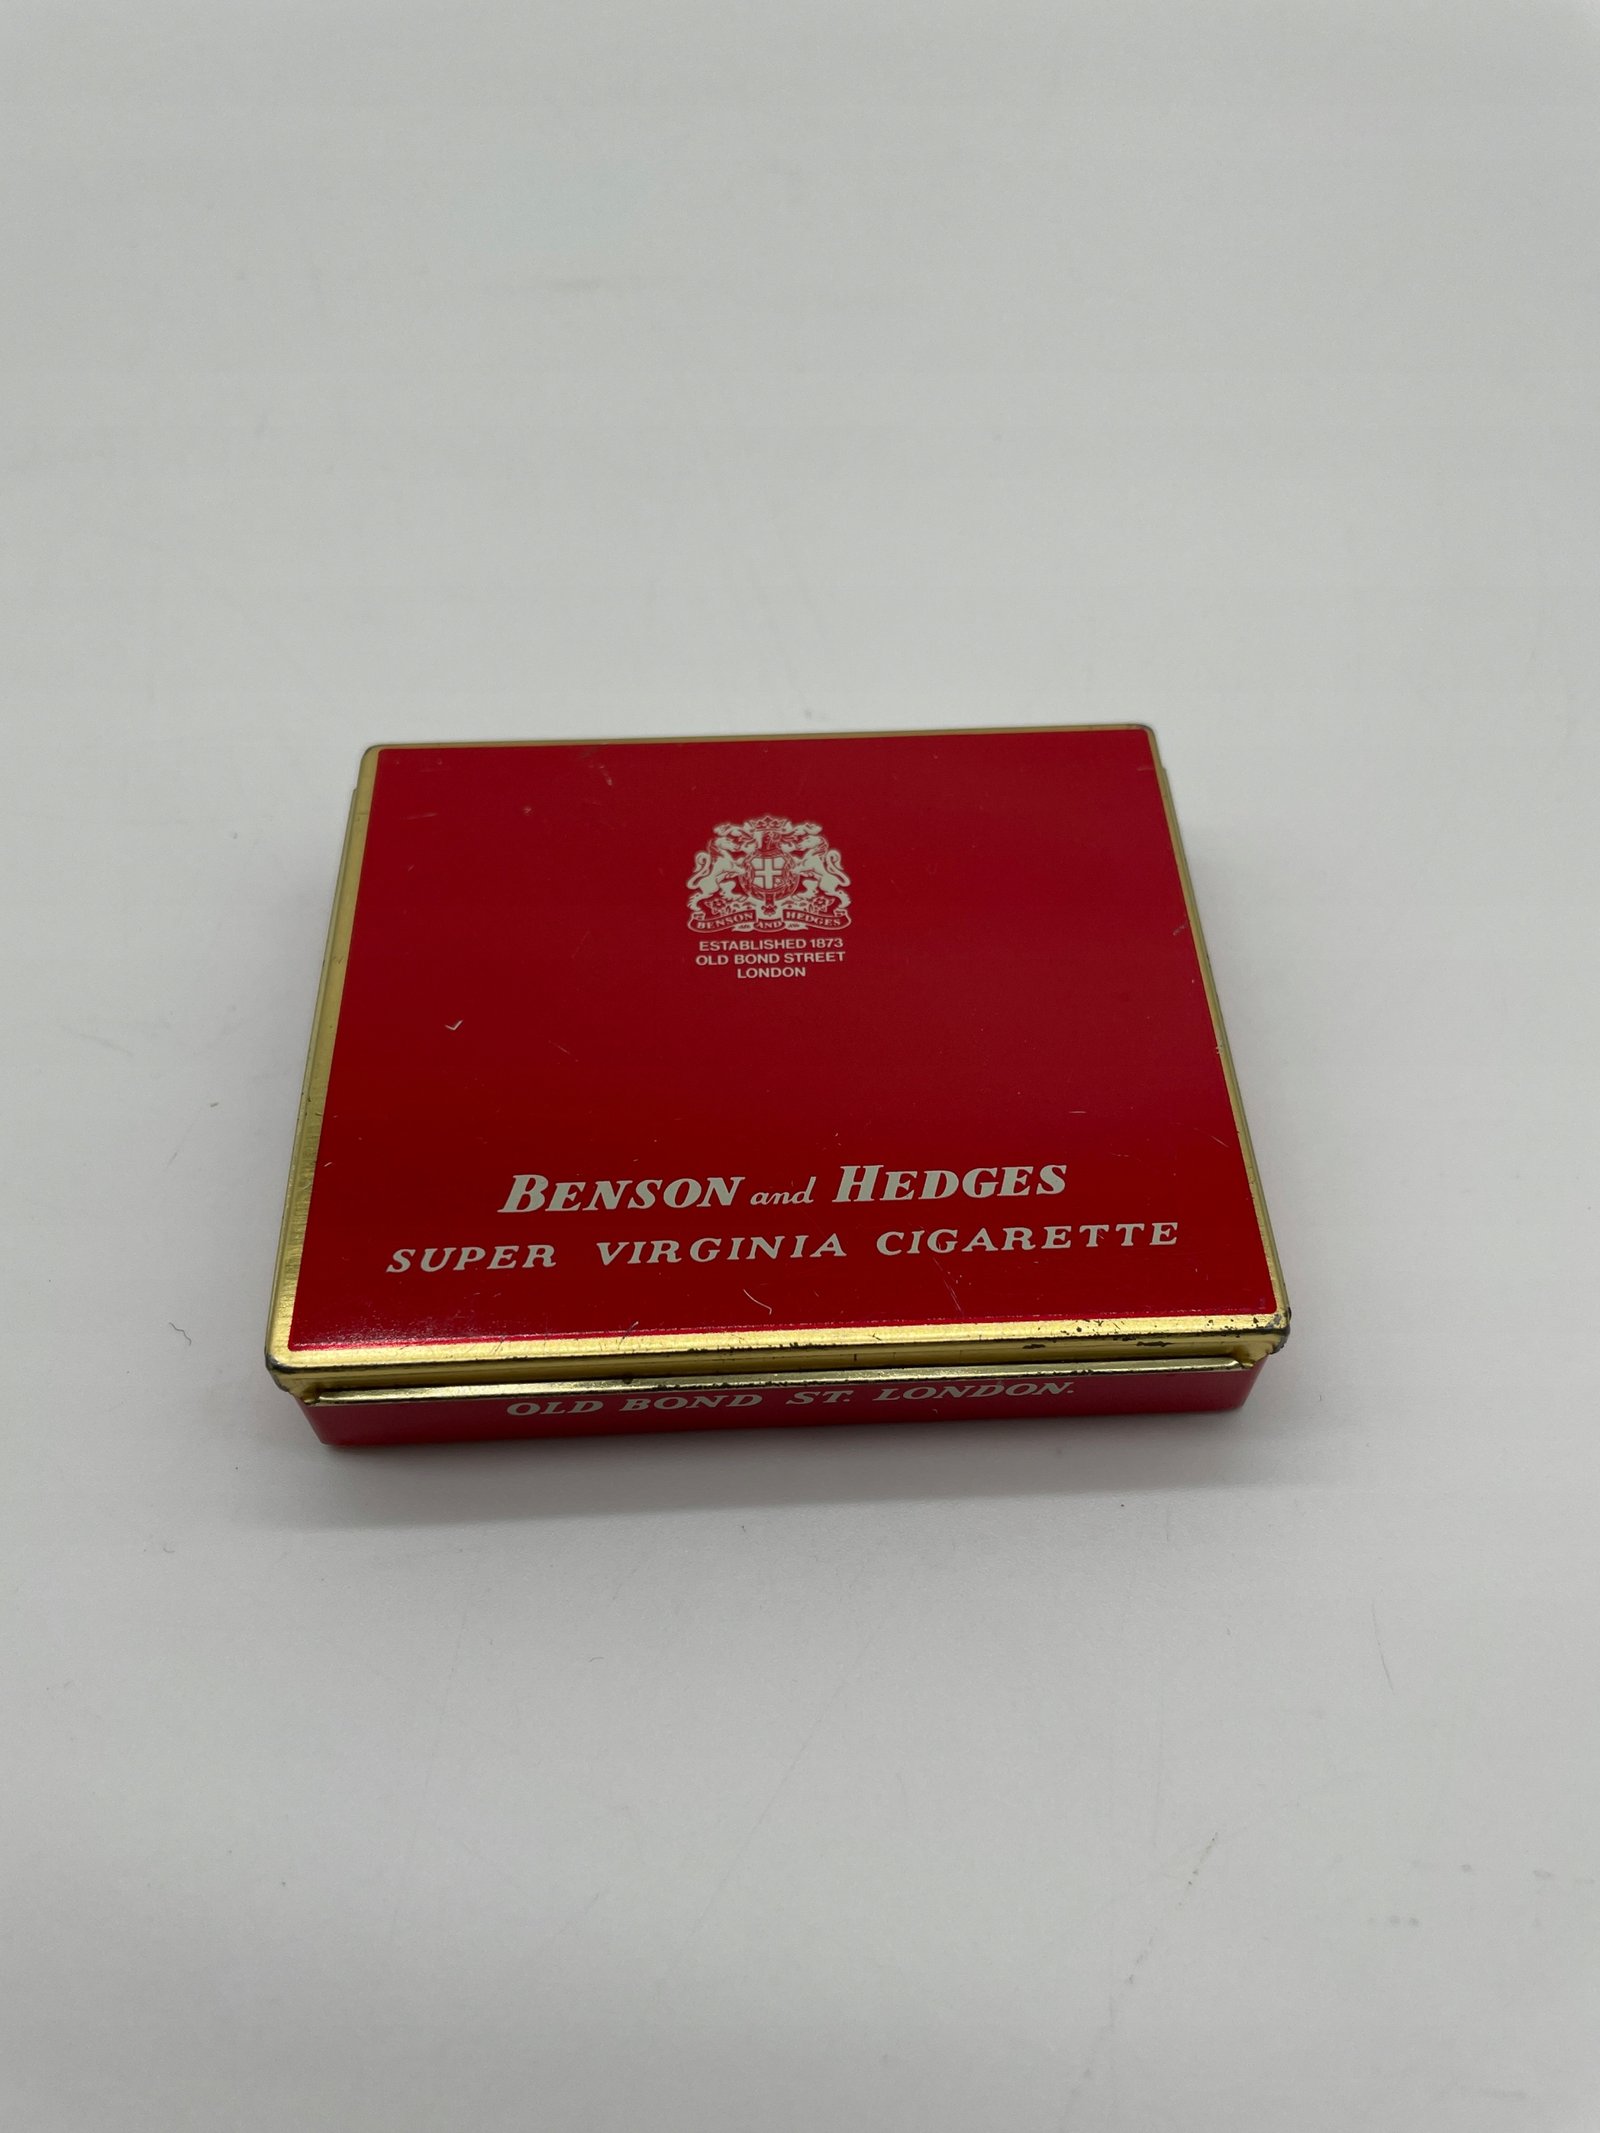 BENSON AND HEDGES
ESTABLISHED 1873
OLD BOND STREET
LONDON
BENSON and HEDGES
SUPER VIRGINIA CIGARETTE
OLD BOND ST. LONDON.